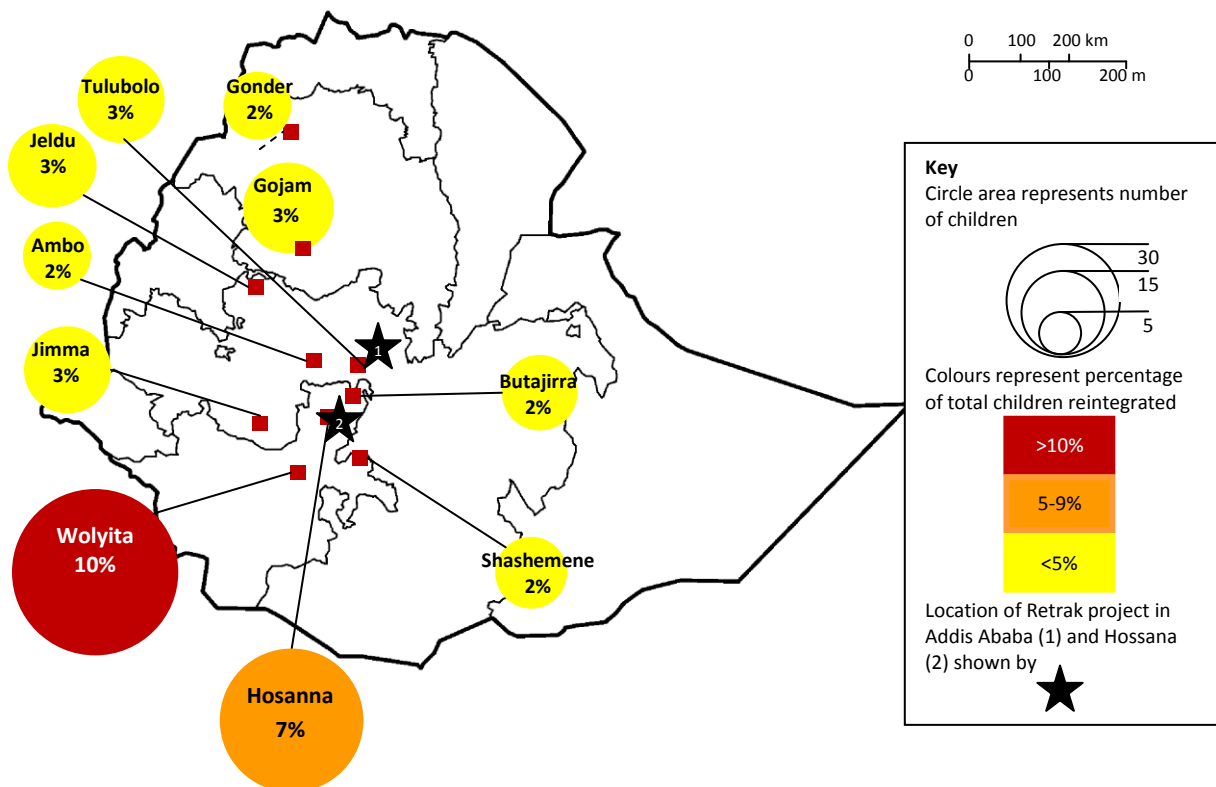 Tulubolo
3%
Gonder
2%
Jeldu
3%
Gojam
3%
Ambo
2%
Jimma
3%
Butajirra
2%
Wolyita
10%
Shashemene
2%
Hosanna
7%
1
2
0 100 200 km
0 100 200 m
Key
Circle area represents number
of children
30
15
5
Colours represent percentage
of total children reintegrated
>10%
5-9%
<5%
Location of Retrak project in
Addis Ababa (1) and Hossana
(2) shown by